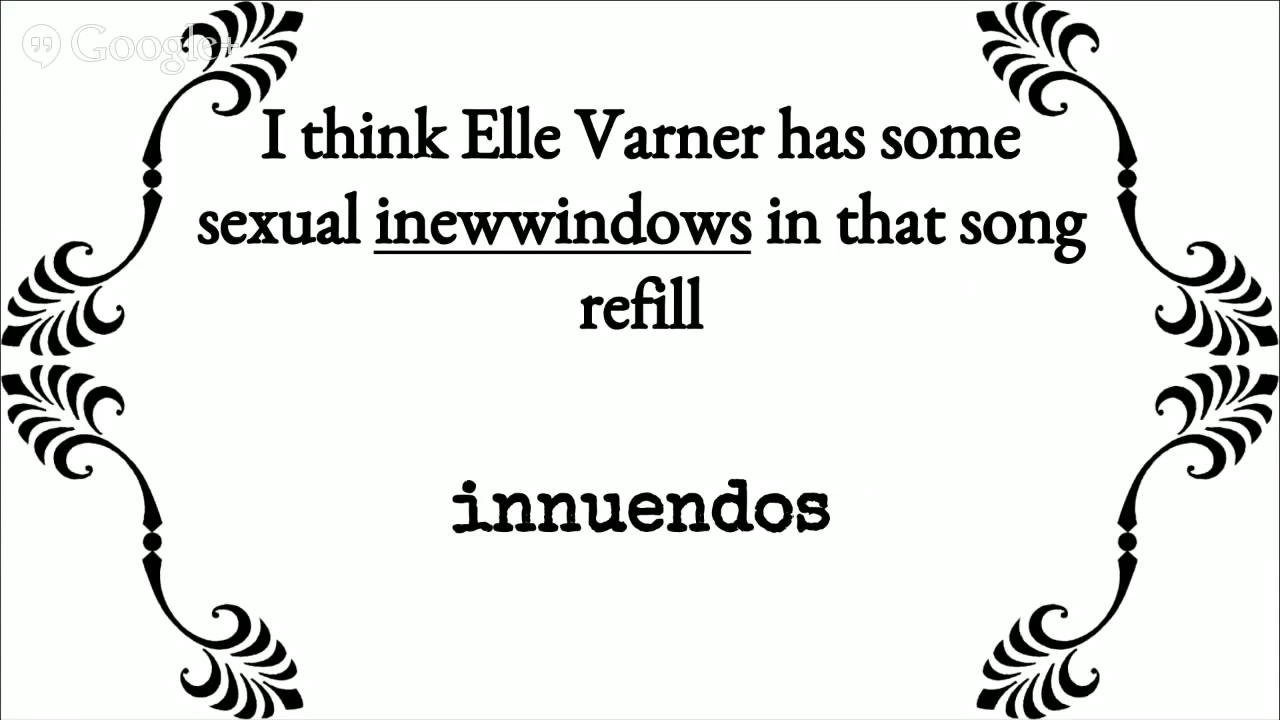 Google+
I think Elle Varner has some
sexual inewwindows in that song
refill
innuendos